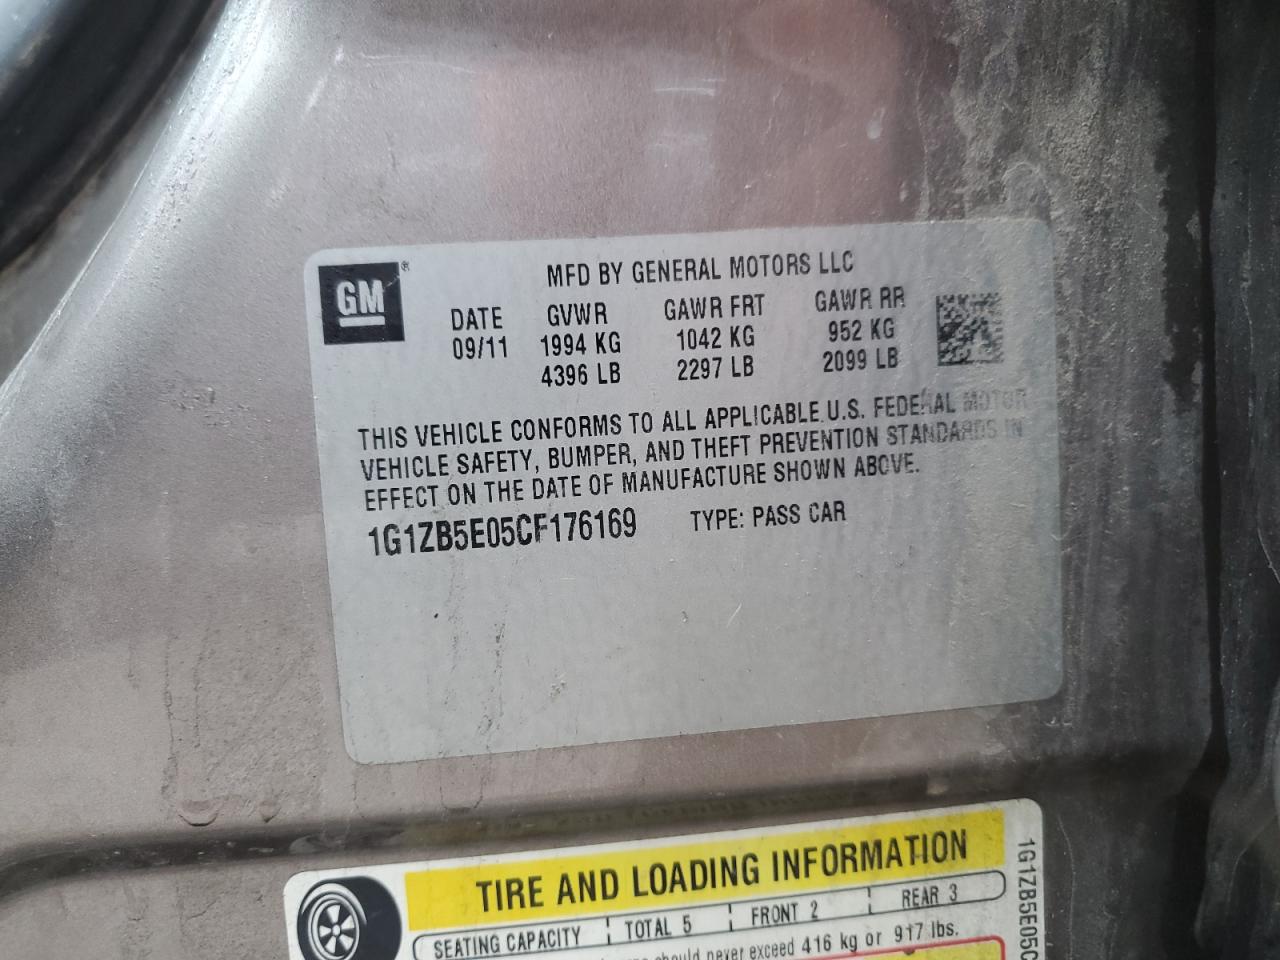 GM®
MFD BY GENERAL MOTORS LLC
DATE GVWR GAWR FRT GAWR RR
09/11 1994 KG 1042 KG 952 KG
4396 LB 2297 LB 2099 LB
THIS VEHICLE CONFORMS TO ALL APPLICABLE U.S. FEDERAL MOTOR
VEHICLE SAFETY, BUMPER, AND THEFT PREVENTION STANDARDS IN
EFFECT ON THE DATE OF MANUFACTURE SHOWN ABOVE.
1G1ZB5E05CF176169 TYPE: PASS CAR
TIRE AND LOADING INFORMATION
SEATING CAPACITY TOTAL 5 FRONT 2 REAR 3
should never exceed 416 kg or 917 lbs.
1G1ZB5E05C